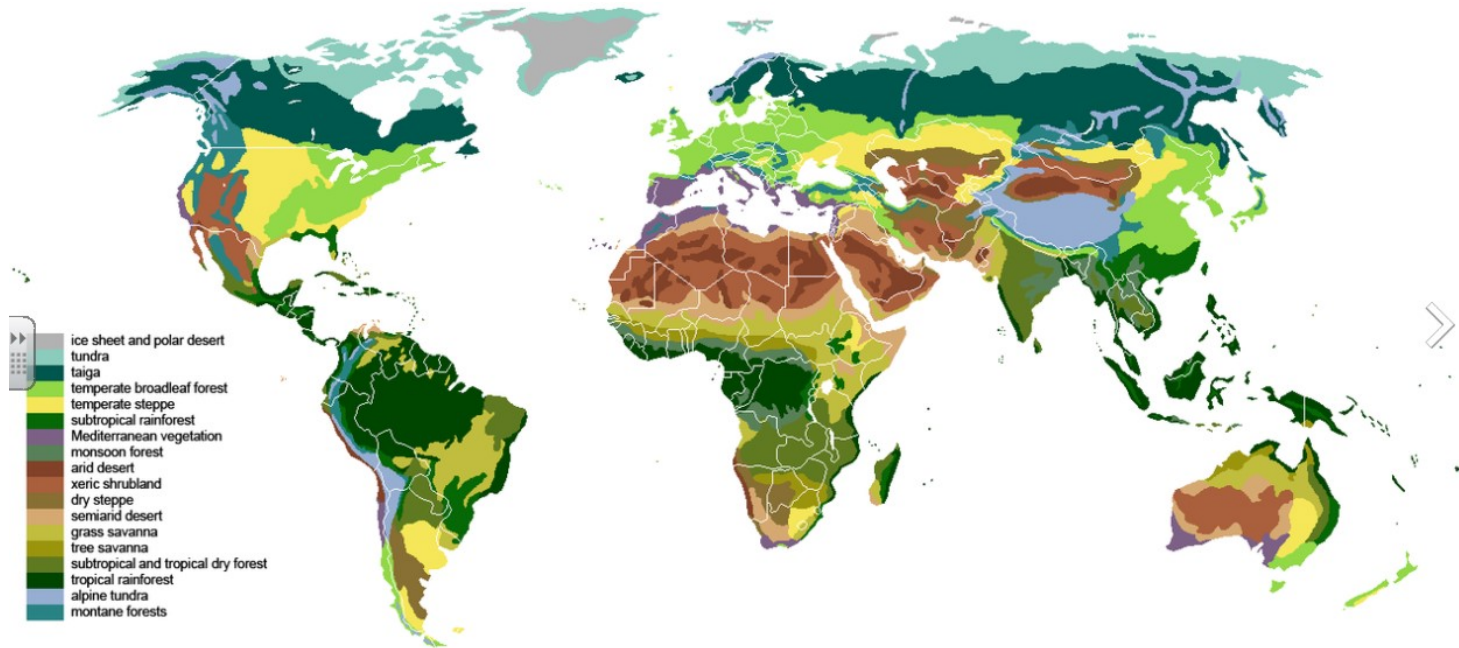 ice sheet and polar desert
tundra
taiga
temperate broadleaf forest
temperate steppe
subtropical rainforest
Mediterranean vegetation
monsoon forest
arid desert
xeric shrubland
dry steppe
semiarid desert
grass savanna
tree savanna
subtropical and tropical dry forest
tropical rainforest
alpine tundra
montane forests